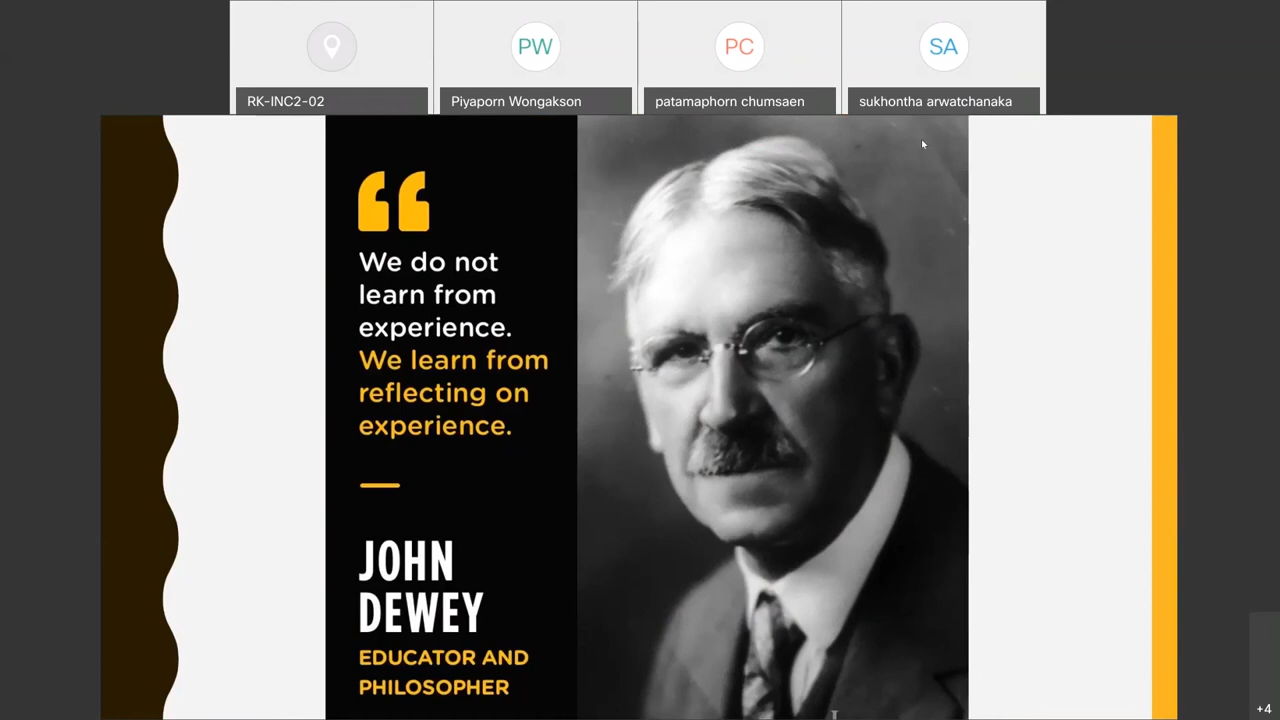 PW
PC
SA
RK-INC2-02
Piyaporn Wongakson
patamaphorn chumsaen
sukhontha arwatchanaka
“
We do not
learn from
experience.
We learn from
reflecting on
experience.
JOHN
DEWEY
EDUCATOR AND
PHILOSOPHER
+4